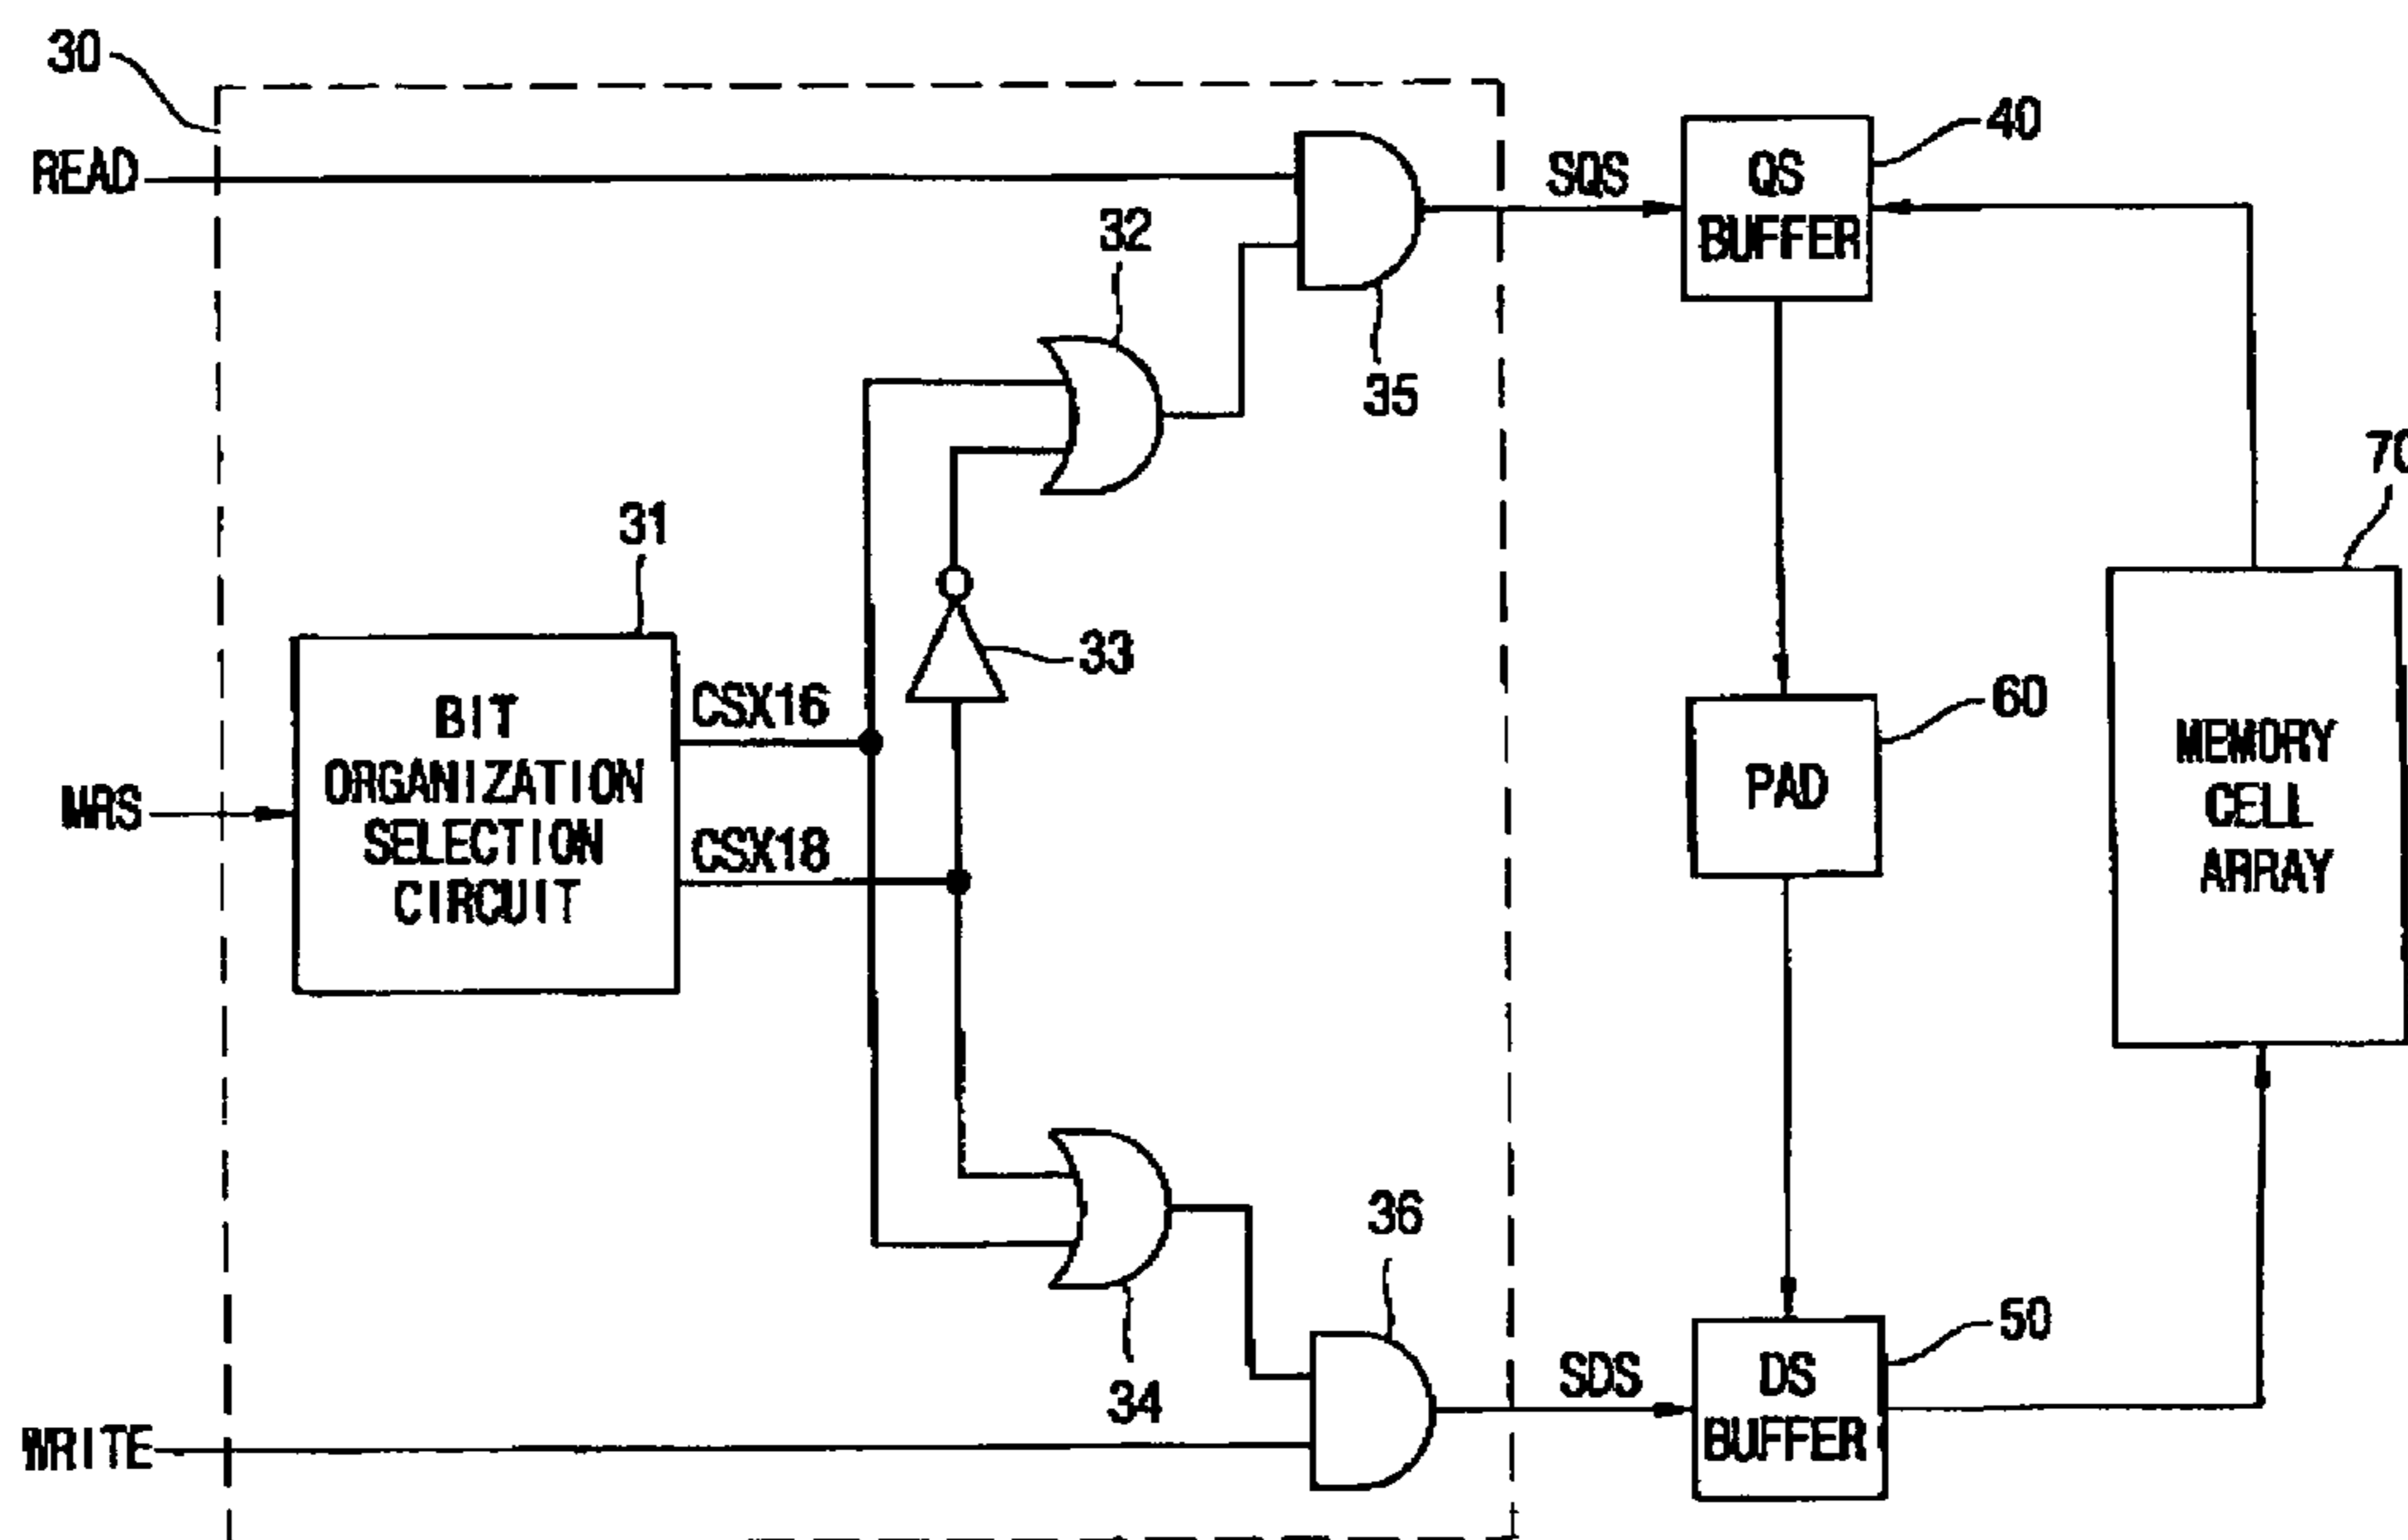 30
READ
SQS
QS
BUFFER
40
32
35
70
31
33
CSX16
BIT
ORGANIZATION
SELECTION
CIRCUIT
MRS
CSX18
60
PAD
MEMORY
CELL
ARRAY
36
34
SDS
DS
BUFFER
50
WRITE